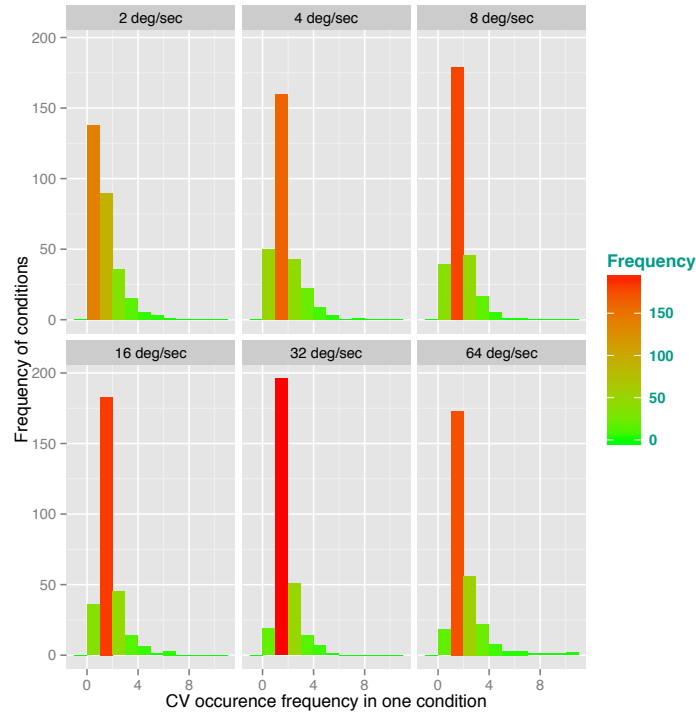 2 deg/sec 4 deg/sec 8 deg/sec
200
150
100
50
0
16 deg/sec 32 deg/sec 64 deg/sec
200
150
100
50
0
0 4 8 0 4 8 0 4 8
CV occurence frequency in one condition
Frequency of conditions
Frequency
150
100
50
0